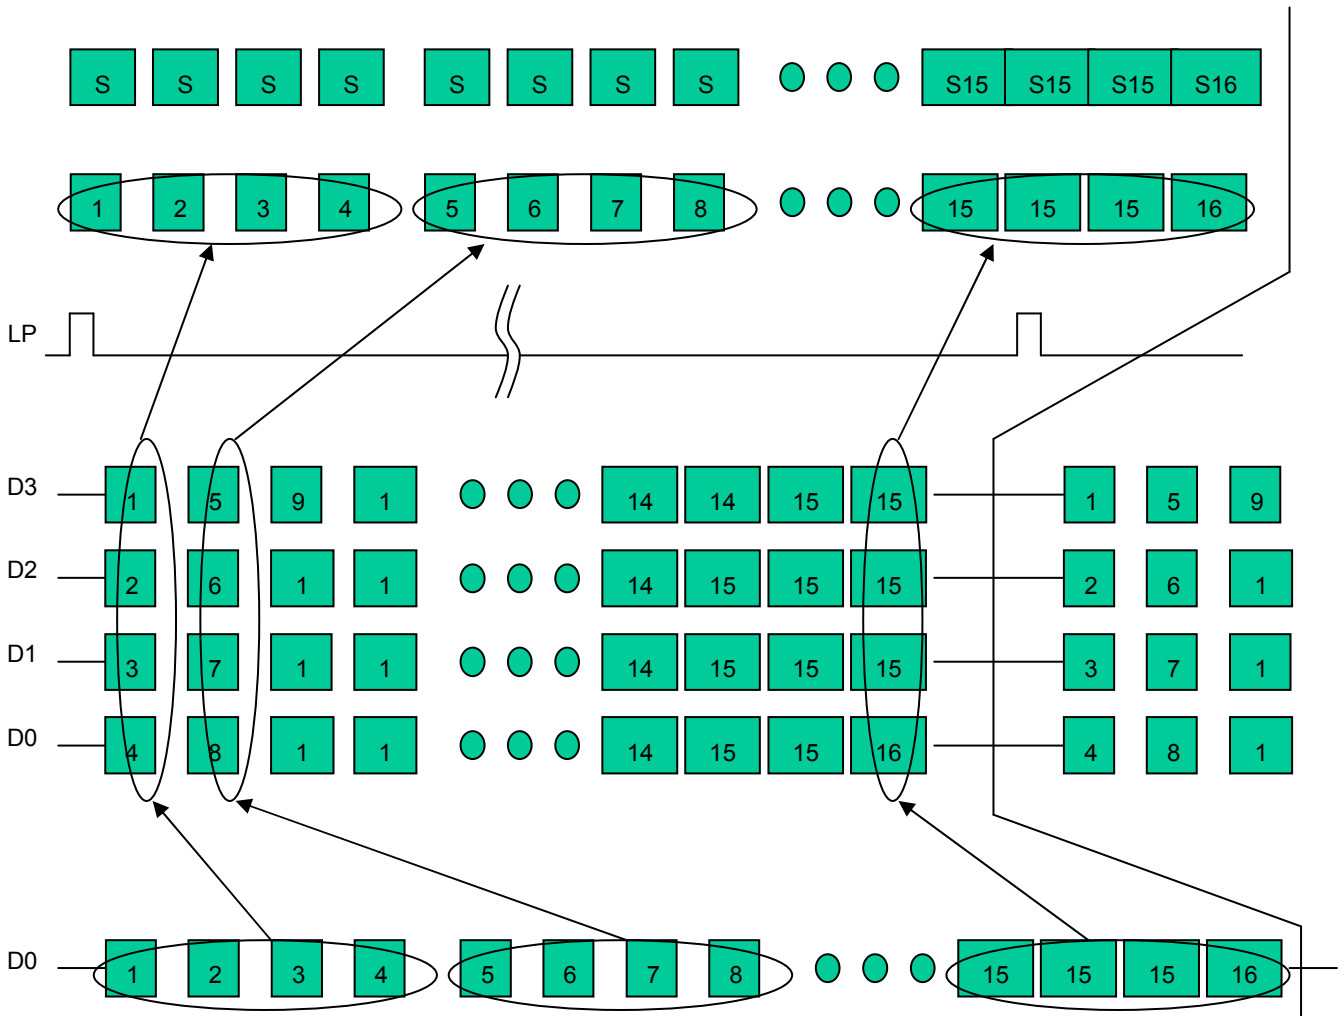 S S S S S S S S S15 S15 S15 S16
1 2 3 4 5 6 7 8 15 15 15 16
LP
D3 1 5 9 1 14 14 15 15 1 5 9
D2 2 6 1 1 14 15 15 15 2 6 1
D1 3 7 1 1 14 15 15 15 3 7 1
D0 4 8 1 1 14 15 15 16 4 8 1
D0 1 2 3 4 5 6 7 8 15 15 15 16